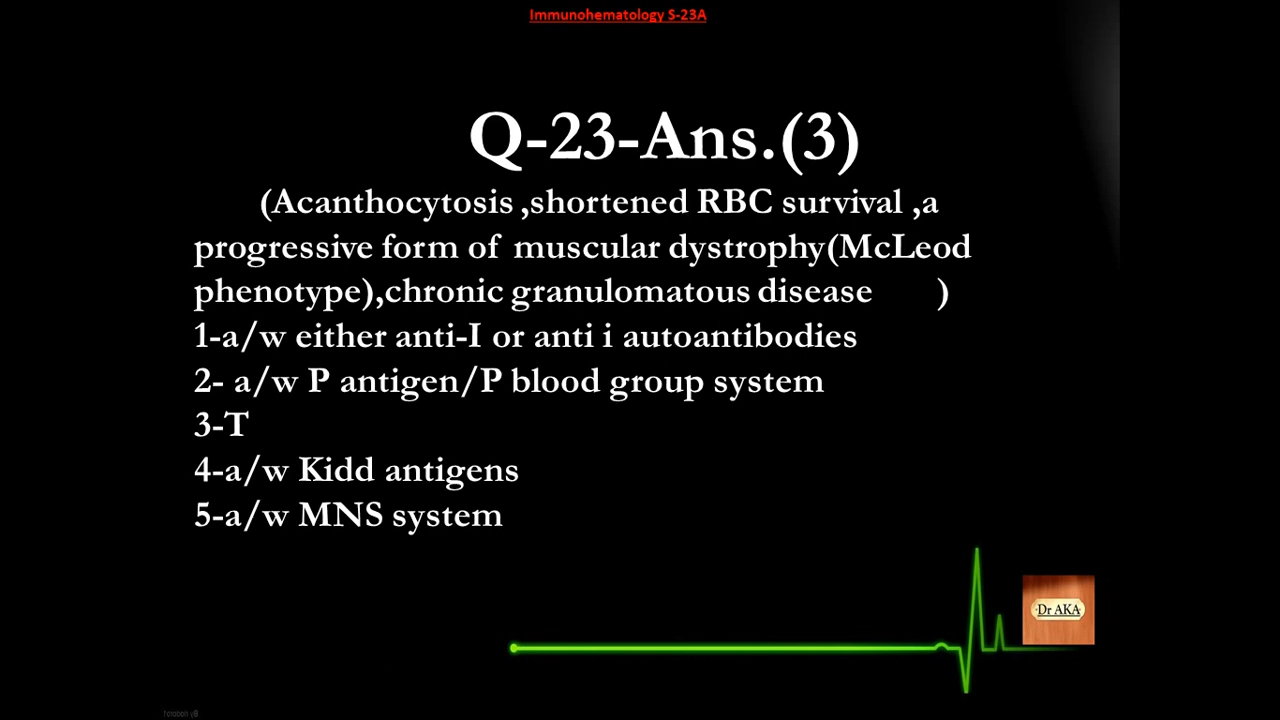 Immunohematology S-23A
Q-23-Ans.(3)
(Acanthocytosis ,shortened RBC survival ,a
progressive form of muscular dystrophy(McLeod
phenotype),chronic granulomatous disease )
1-a/w either anti-I or anti i autoantibodies
2- a/w P antigen/P blood group system
3-T
4-a/w Kidd antigens
5-a/w MNS system
Dr AKA